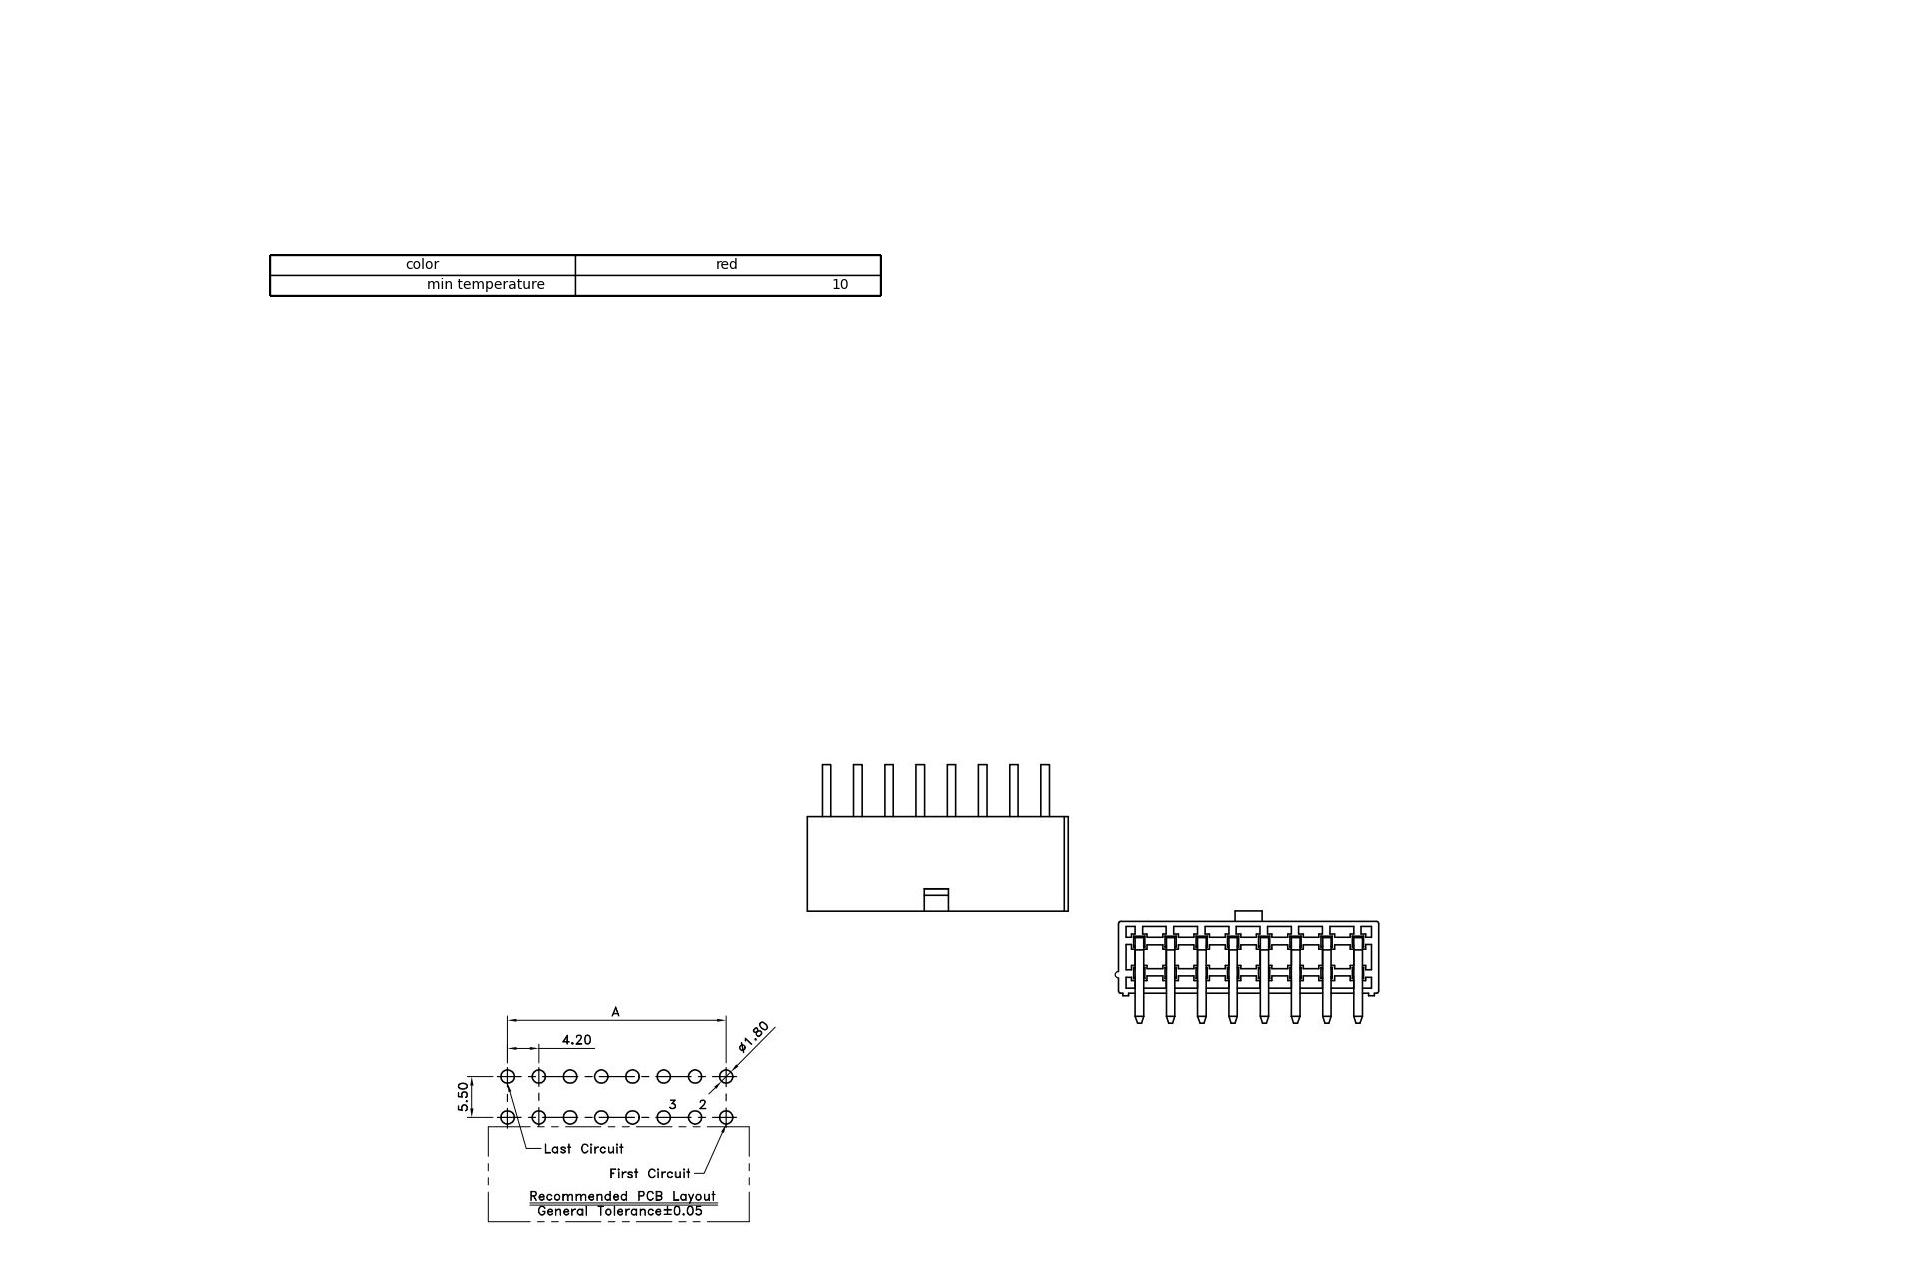 color red
min temperature 10
A
4.20
ø1.80
5.50
3 2
Last Circuit
First Circuit
Recommended PCB Layout
General Tolerance±0.05